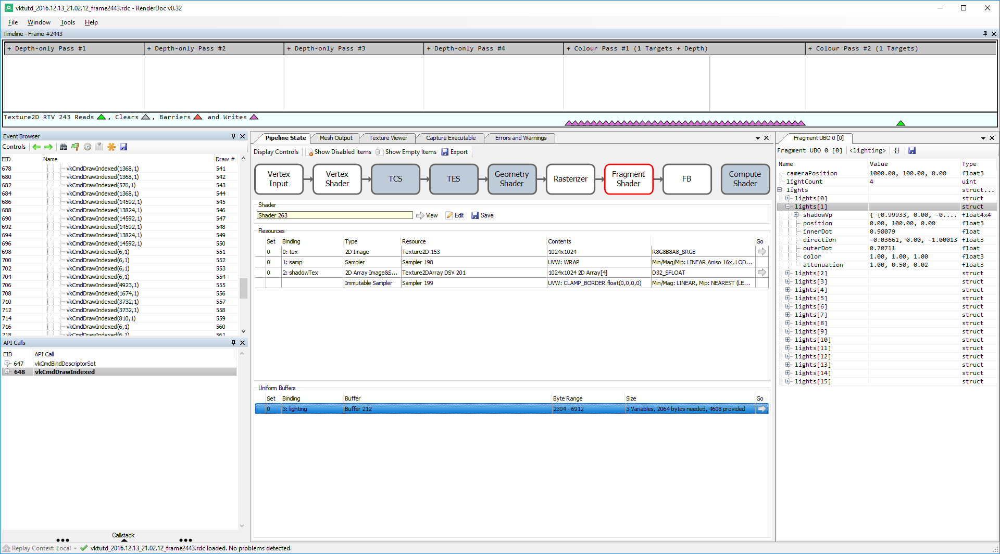 vktutd_2016.12.13_21.02.12_frame2443.rdc - RenderDoc v0.32
File Window Tools Help
Timeline - Frame #2443
+ Depth-only Pass #1 + Depth-only Pass #2 + Depth-only Pass #3 + Depth-only Pass #4 + Colour Pass #1 (1 Targets + Depth) + Colour Pass #2 (1 Targets)
Texture2D RTV 243 Reads , Clears , Barriers and Writes
Event Browser
Controls
EID Name Draw #
678 vkCmdDrawIndexed(1368,1) 541
680 vkCmdDrawIndexed(1368,1) 542
682 vkCmdDrawIndexed(576,1) 543
684 vkCmdDrawIndexed(1368,1) 544
686 vkCmdDrawIndexed(14592,1) 545
688 vkCmdDrawIndexed(13824,1) 546
690 vkCmdDrawIndexed(14592,1) 547
692 vkCmdDrawIndexed(14592,1) 548
694 vkCmdDrawIndexed(13824,1) 549
696 vkCmdDrawIndexed(14592,1) 550
698 vkCmdDrawIndexed(6,1) 551
700 vkCmdDrawIndexed(6,1) 552
702 vkCmdDrawIndexed(6,1) 553
704 vkCmdDrawIndexed(6,1) 554
706 vkCmdDrawIndexed(4923,1) 555
708 vkCmdDrawIndexed(1674,1) 556
710 vkCmdDrawIndexed(3732,1) 557
712 vkCmdDrawIndexed(3732,1) 558
714 vkCmdDrawIndexed(810,1) 559
716 vkCmdDrawIndexed(6,1) 560
718 vkCmdDrawIndexed(6,1) 561
API Calls
EID API Call
647 vkCmdBindDescriptorSet
648 vkCmdDrawIndexed
Callstack
Pipeline State Mesh Output Texture Viewer Capture Executable Errors and Warnings
Display Controls Show Disabled Items Show Empty Items Export
Vertex Input
Vertex Shader
TCS
TES
Geometry Shader
Rasterizer
Fragment Shader
FB
Compute Shader
Shader
Shader 263 View Edit Save
Resources
Set Binding Type Resource Contents Go
0 0: tex 2D Image Texture2D 153 1024x1024 R8G8B8A8_SRGB
0 1: samp Sampler Sampler 198 UVW: WRAP Min/Mag/Mip: LINEAR Aniso 16x, LOD...
0 2: shadowTex 2D Array Image&S... Texture2DArray DSV 201 1024x1024 2D Array[4] D32_SFLOAT
Immutable Sampler Sampler 199 UVW: CLAMP_BORDER float(0,0,0,0) Min/Mag: LINEAR, Mip: NEAREST (LE...
Uniform Buffers
Set Binding Buffer Byte Range Size Go
0 3: lighting Buffer 212 2304 - 6912 3 Variables, 2064 bytes needed, 4608 provided
Fragment UBO 0 [0]
Fragment UBO 0 [0] <lighting> {}
Name Value Type
cameraPosition 1000.00, 100.00, 0.00 float3
lightCount 4 uint
lights struct...
lights[0] struct
lights[1] struct
shadowVp { {0.99933, 0.00, -0.... float4x4
position 0.00, 100.00, 0.00 float3
innerDot 0.98079 float
direction -0.03661, 0.00, -1.00013 float3
outerDot 0.70711 float
color 1.00, 1.00, 1.00 float3
attenuation 1.00, 0.50, 0.02 float3
lights[2] struct
lights[3] struct
lights[4] struct
lights[5] struct
lights[6] struct
lights[7] struct
lights[8] struct
lights[9] struct
lights[10] struct
lights[11] struct
lights[12] struct
lights[13] struct
lights[14] struct
lights[15] struct
Replay Context: Local vktutd_2016.12.13_21.02.12_frame2443.rdc loaded. No problems detected.